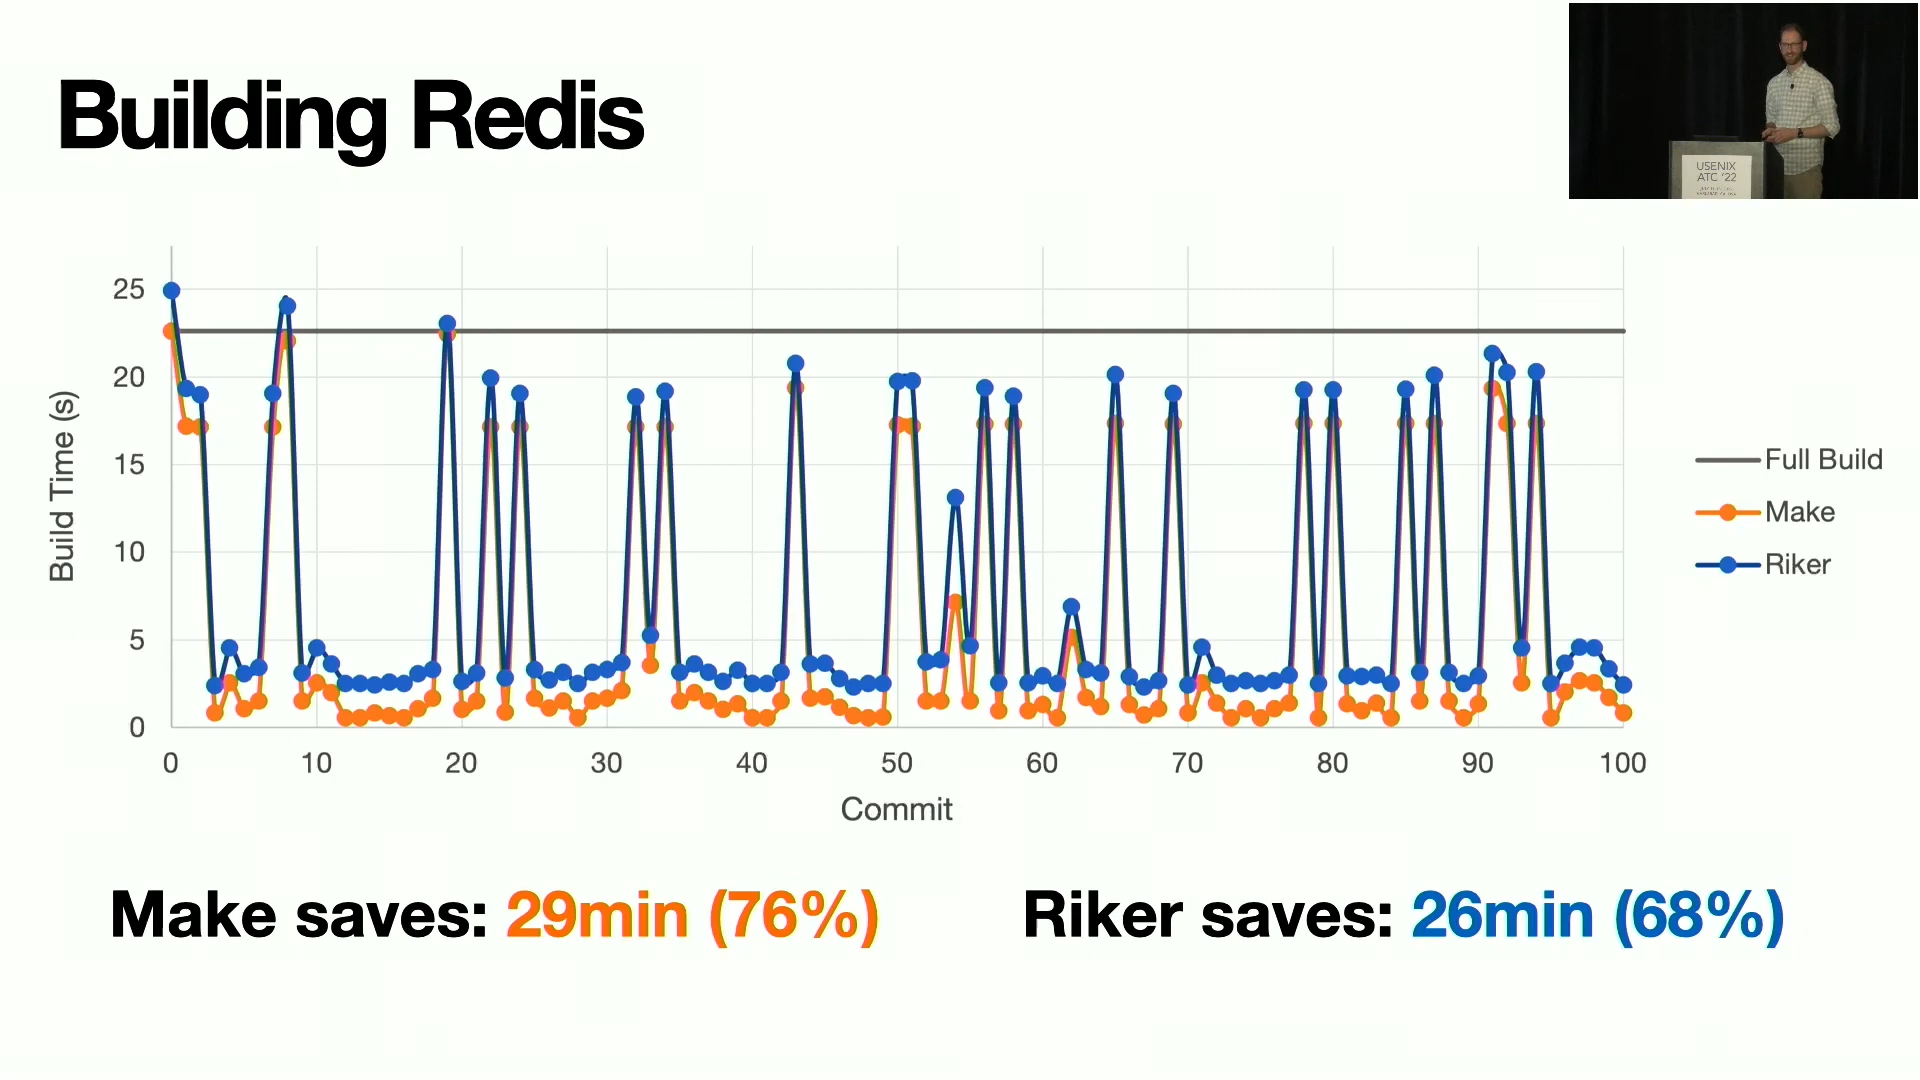 Building Redis
USENIX
ATC '22
25
20
15
10
5
0
Build Time (s)
0 10 20 30 40 50 60 70 80 90 100
Commit
Full Build
Make
Riker
Make saves: 29min (76%)
Riker saves: 26min (68%)